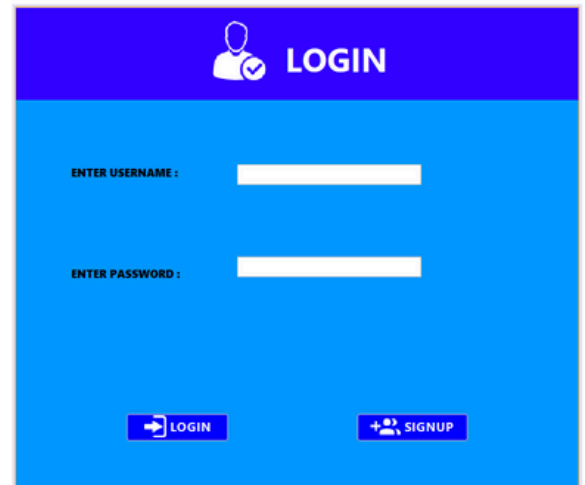 LOGIN
ENTER USERNAME :
ENTER PASSWORD :
LOGIN
SIGNUP